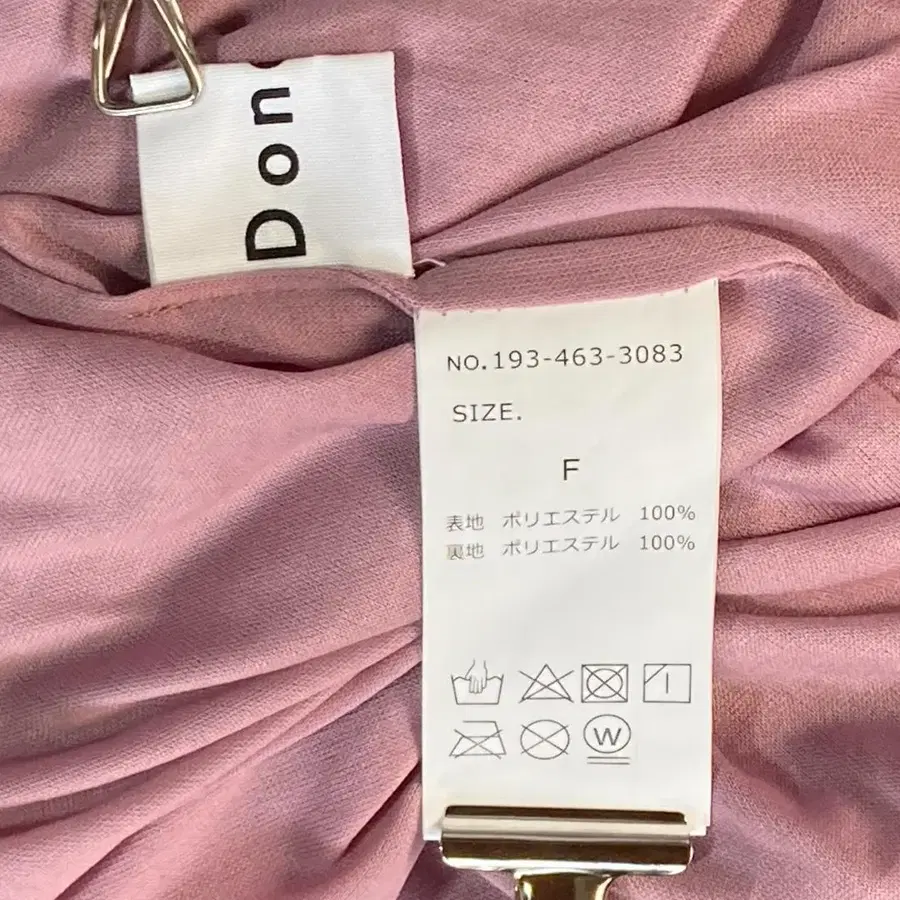 Don
NO.193-463-3083
SIZE.
F
表地 ポリエステル 100%
裏地 ポリエステル 100%
W